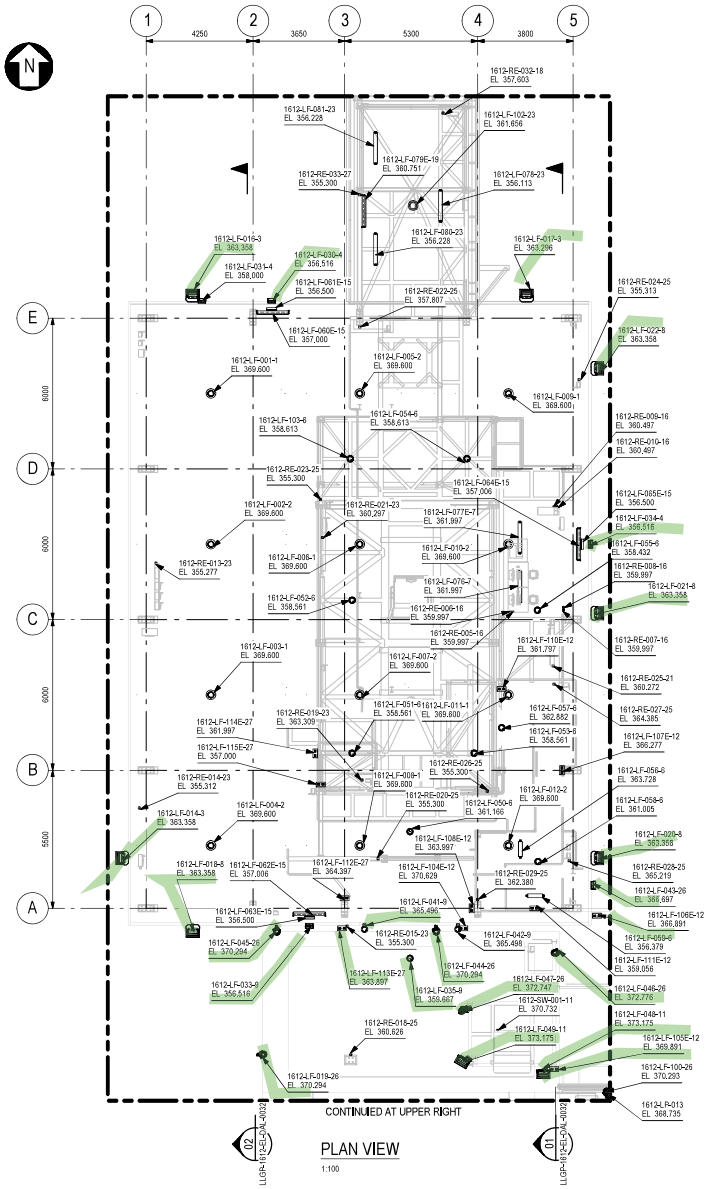 1
2
3
4
5
4250
3650
5300
3800
N
1612-RE-032-18
EL 357,603
1612-LF-081-23
EL 356,228
1612-LF-102-23
EL 361,656
1612-LF-079E-19
EL 360.751
1612-RE-033-27
EL 355.300
1612-LF-078-23
EL 356.113
1612-LF-080-23
EL 356,228
1612-LF-016-3
EL 363,358
1612-LF-031-4
EL 358,000
1612-LF-030-4
EL 356,516
1612-LF-061E-15
EL 356,500
1612-LF-017-3
EL 363,296
1612-RE-024-25
EL 355,313
1612-RE-022-25
EL 357,807
E
1612-LF-060E-15
EL 357,000
1612-LF-022-8
EL 363,358
1612-LF-001-1
EL 369.600
1612-LF-005-2
EL 369.600
1612-LF-009-1
EL 369.600
6000
1612-LF-103-6
EL 358,613
1612-LF-054-6
EL 358,613
1612-RE-009-16
EL 360.497
1612-RE-010-16
EL 360,497
D
1612-RE-023-25
EL 355.300
1612-LF-064E-15
EL 357,006
1612-LF-065E-15
EL 356.500
1612-LF-002-2
EL 369.600
1612-RE-021-23
EL 360,297
1612-LF-077E-7
EL 361,997
1612-LF-034-4
EL 356,516
1612-LF-055-6
EL 358,432
6000
1612-LF-006-1
EL 369,600
1612-LF-010-2
EL 369,600
1612-RE-013-23
EL 355.277
1612-LF-076-7
EL 361,997
1612-RE-008-16
EL 359,997
1612-LF-021-8
EL 363,358
1612-LF-052-6
EL 358,561
1612-RE-006-16
EL 359,997
C
1612-RE-005-16
EL 359,997
1612-RE-007-16
EL 359,997
1612-LF-110E-12
EL 361,797
1612-LF-003-1
EL 369,600
1612-LF-007-2
EL 369,600
1612-RE-025-21
EL 360.272
6000
1612-RE-027-25
EL 364.385
1612-RE-019-23
EL 363,309
1612-LF-051-6
EL 358,561
1612-LF-011-1
EL 369,600
1612-LF-057-6
EL 362,882
1612-LF-114E-27
EL 361,997
1612-LF-053-6
EL 358,561
1612-LF-107E-12
EL 366,277
1612-LF-115E-27
EL 357,000
B
1612-RE-026-25
EL 355,300
1612-RE-014-23
EL 355,312
1612-LF-008-1
EL 369,600
1612-LF-012-2
EL 369,600
1612-LF-056-6
EL 363,728
1612-LF-014-3
EL 363,358
1612-LF-004-2
EL 369,600
1612-RE-020-25
EL 355,300
1612-LF-050-6
EL 361,166
1612-LF-058-6
EL 361,005
5500
1612-LF-108E-12
EL 363,997
1612-LF-020-8
EL 363,358
1612-LF-018-8
EL 363,358
1612-LF-062E-15
EL 357,006
1612-LF-112E-27
EL 364,397
1612-LF-104E-12
EL 370,629
1612-RE-029-25
EL 362.380
1612-RE-028-25
EL 365,219
A
1612-LF-063E-15
EL 356,500
1612-LF-041-9
EL 365,496
1612-LF-043-26
EL 366,697
1612-LF-106E-12
EL 366,891
1612-LF-045-26
EL 370,294
1612-RE-015-23
EL 355,300
1612-LF-042-9
EL 365,498
1612-LF-059-6
EL 356,379
1612-LF-111E-12
EL 359,056
1612-LF-033-9
EL 356,516
1612-LF-113E-27
EL 363,897
1612-LF-044-26
EL 370,294
1612-LF-035-9
EL 359,667
1612-LF-047-26
EL 372,747
1612-LF-046-26
EL 372,776
1612-SW-001-11
EL 370,732
1612-LF-048-11
EL 373,175
1612-RE-018-25
EL 360,626
1612-LF-049-11
EL 373,175
1612-LF-105E-12
EL 369,891
1612-LF-019-26
EL 370,294
1612-LF-100-26
EL 370,293
1612-LP-013
EL 368,735
CONTINUED AT UPPER RIGHT
02
LLGP-1612-EL-DAL-0032
PLAN VIEW
1:100
01
LLGP-1612-EL-DAL-0032